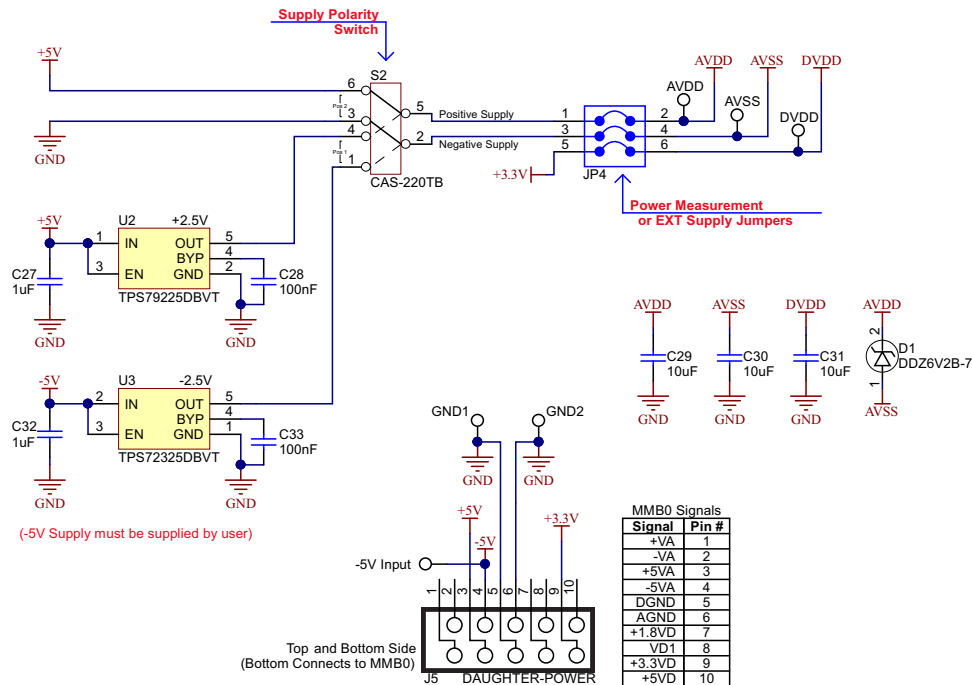 Supply Polarity
Switch
+5V
S2
6
Pos 2
3
4
Pos 1
1
5
2
Positive Supply
Negative Supply
CAS-220TB
GND
AVDD
AVSS
DVDD
AVDD
AVSS
DVDD
1
3
5
2
4
6
+3.3V
JP4
Power Measurement
or EXT Supply Jumpers
+5V
U2
+2.5V
1
IN
OUT
5
BYP
4
3
EN
GND
2
C27
1uF
TPS79225DBVT
C28
100nF
GND
GND
-5V
U3
-2.5V
2
IN
OUT
5
BYP
4
3
EN
GND
1
C32
1uF
TPS72325DBVT
C33
100nF
GND
GND
(-5V Supply must be supplied by user)
AVDD
AVSS
DVDD
AVDD
C29
10uF
C30
10uF
C31
10uF
2
D1
DDZ6V2B-7
1
GND
GND
GND
AVSS
GND1
GND2
GND
GND
+5V
-5V
+3.3V
-5V Input
1
2
3
4
5
6
7
8
9
10
Top and Bottom Side
(Bottom Connects to MMB0)
J5
DAUGHTER-POWER
MMB0 Signals
Signal Pin #
+VA 1
-VA 2
+5VA 3
-5VA 4
DGND 5
AGND 6
+1.8VD 7
VD1 8
+3.3VD 9
+5VD 10